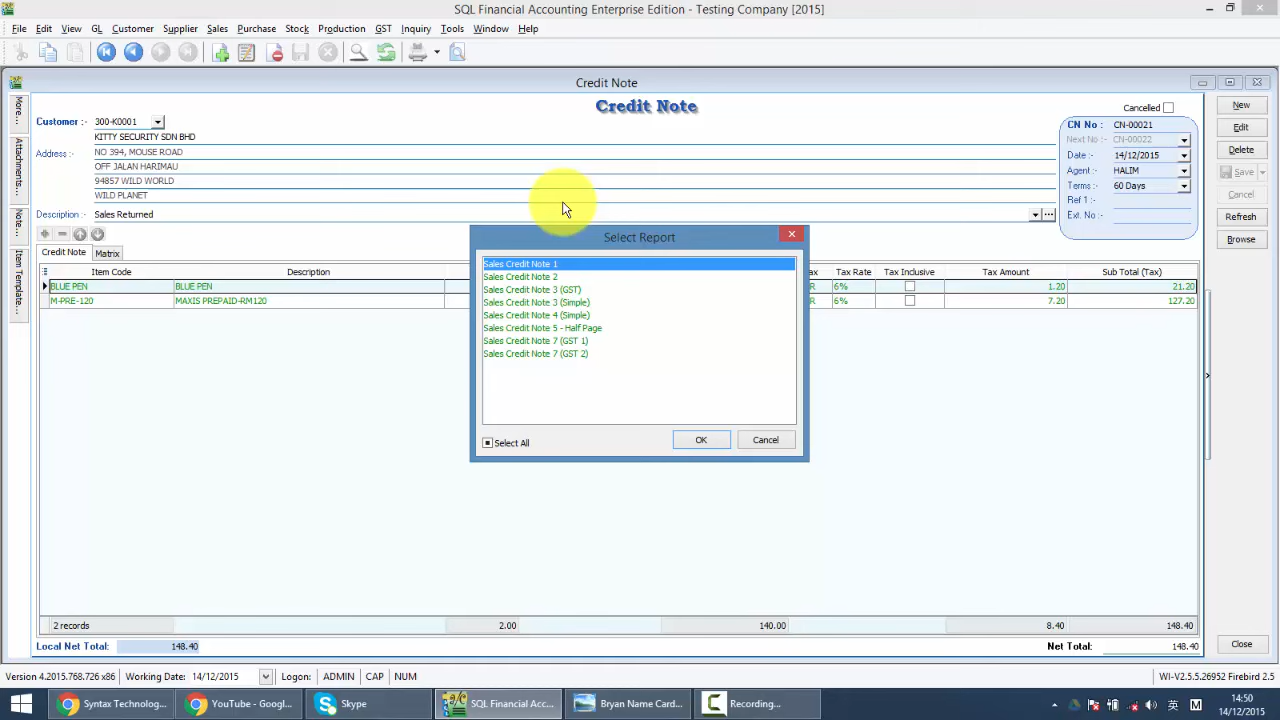 SQL Financial Accounting Enterprise Edition - Testing Company [2015]
File Edit View GL Customer Supplier Sales Purchase Stock Production GST Inquiry Tools Window Help
Credit Note
Credit Note
Cancelled
More...
Attachments...
Note...
Item Template...
Customer :- 300-K0001
KITTY SECURITY SDN BHD
Address :- NO 394, MOUSE ROAD
OFF JALAN HARIMAU
94857 WILD WORLD
WILD PLANET
Description :- Sales Returned
CN No : CN-00021
Next No :- CN-00022
Date :- 14/12/2015
Agent :- HALIM
Terms :- 60 Days
Ref 1 :-
Ext. No :-
New
Edit
Delete
Save
Cancel
Refresh
Browse
Credit Note Matrix
Item Code Description Tax Rate Tax Inclusive Tax Amount Sub Total (Tax)
BLUE PEN BLUE PEN 6% 1.20 21.20
M-PRE-120 MAXIS PREPAID-RM120 6% 7.20 127.20
Select Report
Sales Credit Note 1
Sales Credit Note 2
Sales Credit Note 3 (GST)
Sales Credit Note 3 (Simple)
Sales Credit Note 4 (Simple)
Sales Credit Note 5 - Half Page
Sales Credit Note 7 (GST 1)
Sales Credit Note 7 (GST 2)
Select All OK Cancel
2 records 2.00 140.00 8.40 148.40
Local Net Total: 148.40 Net Total: 148.40
Close
Version 4.2015.768.726 x86 Working Date: 14/12/2015 Logon: ADMIN CAP NUM WI-V2.5.5.26952 Firebird 2.5
Syntax Technolog... YouTube - Googl... Skype SQL Financial Acc... Bryan Name Card... Recording... M 14:50
14/12/2015